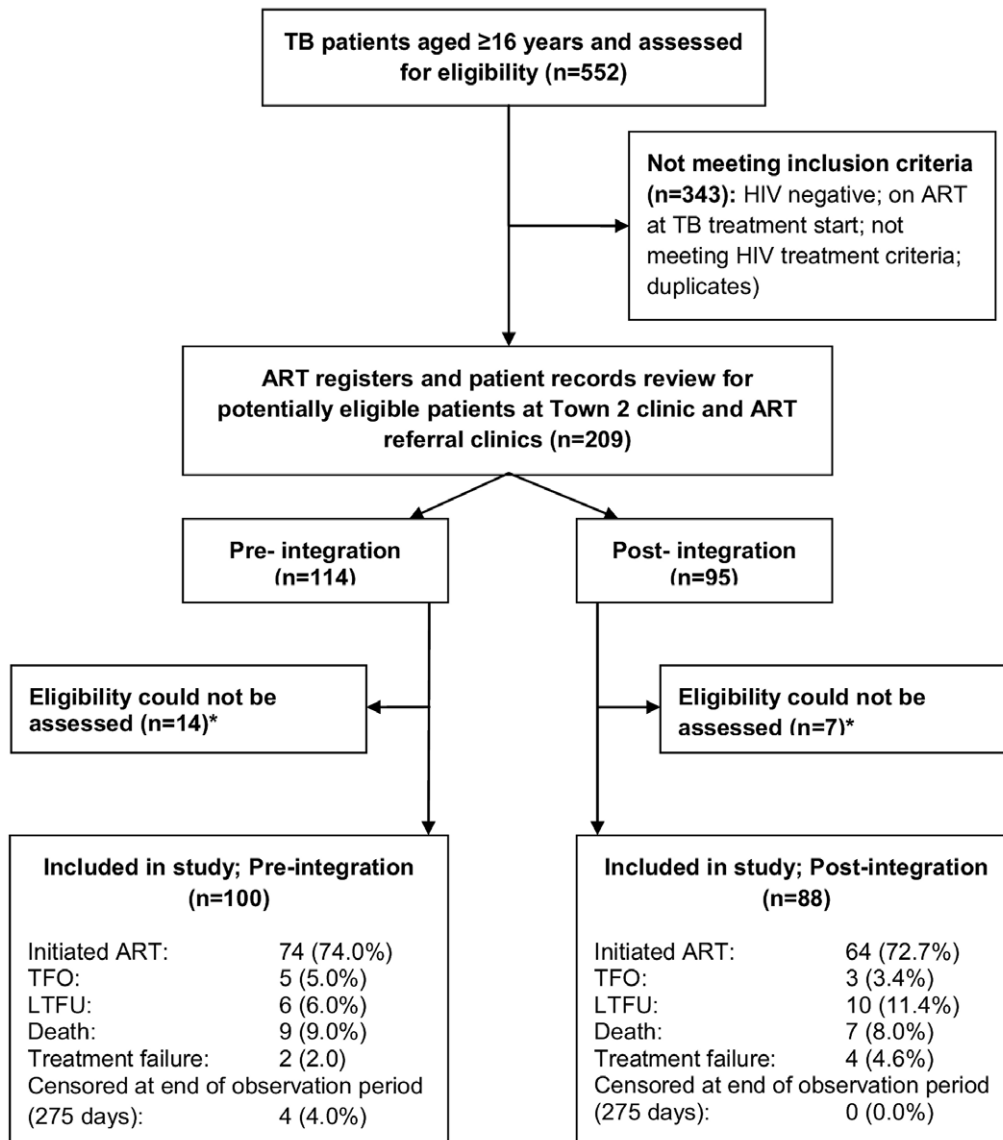 TB patients aged ≥16 years and assessed
for eligibility (n=552)
Not meeting inclusion criteria
(n=343): HIV negative; on ART
at TB treatment start; not
meeting HIV treatment criteria;
duplicates)
ART registers and patient records review for
potentially eligible patients at Town 2 clinic and ART
referral clinics (n=209)
Pre- integration
(n=114)
Post- integration
(n=95)
Eligibility could not be
assessed (n=14)*
Eligibility could not be
assessed (n=7)*
Included in study; Pre-integration
(n=100)
Initiated ART: 74 (74.0%)
TFO: 5 (5.0%)
LTFU: 6 (6.0%)
Death: 9 (9.0%)
Treatment failure: 2 (2.0)
Censored at end of observation period
(275 days): 4 (4.0%)
Included in study; Post-integration
(n=88)
Initiated ART: 64 (72.7%)
TFO: 3 (3.4%)
LTFU: 10 (11.4%)
Death: 7 (8.0%)
Treatment failure: 4 (4.6%)
Censored at end of observation period
(275 days): 0 (0.0%)